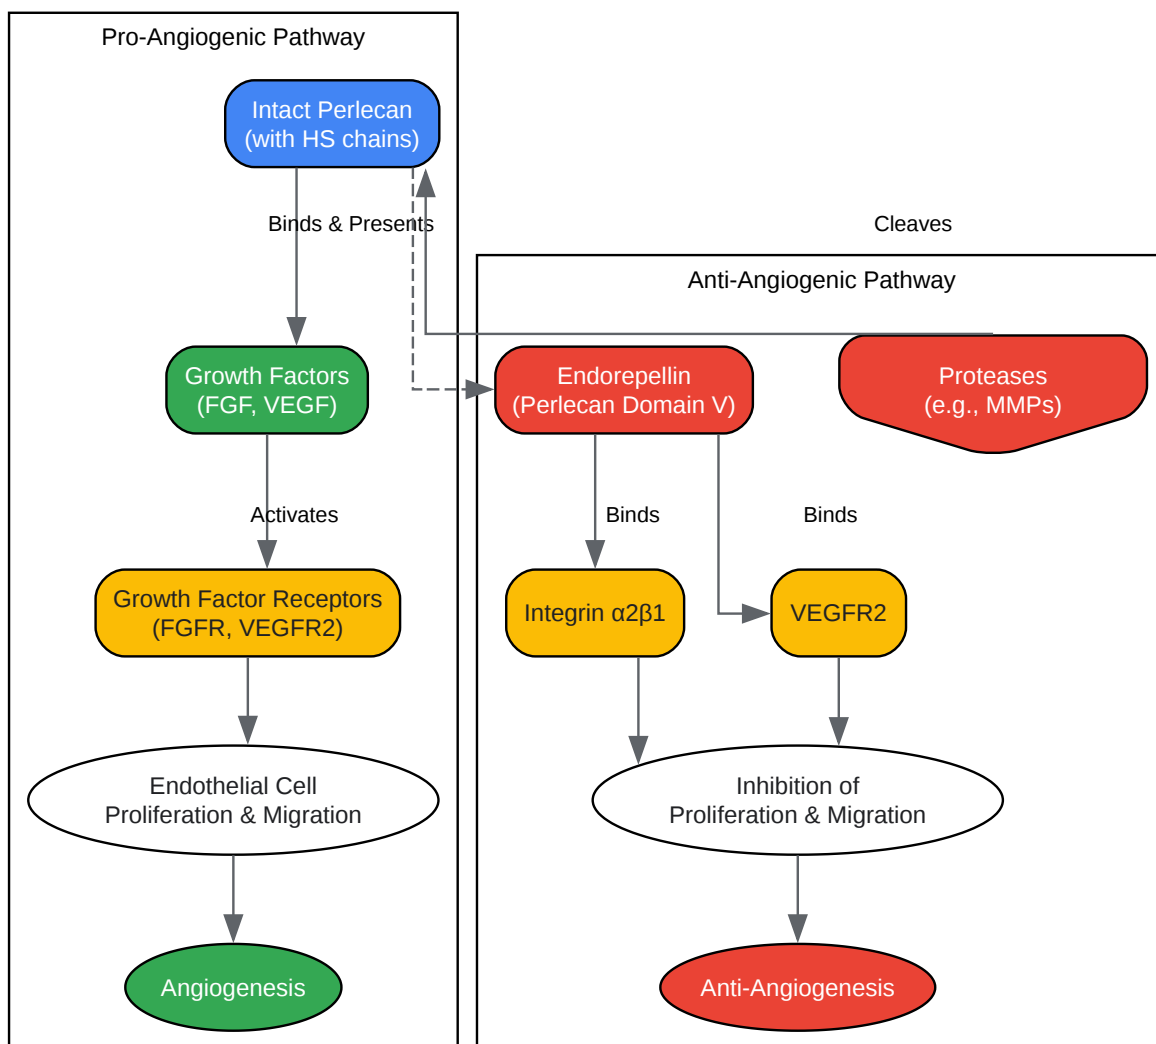 Pro-Angiogenic Pathway
Intact Perlecan
(with HS chains)
Binds & Presents
Growth Factors
(FGF, VEGF)
Activates
Growth Factor Receptors
(FGFR, VEGFR2)
Endothelial Cell
Proliferation & Migration
Angiogenesis
Cleaves
Anti-Angiogenic Pathway
Endorepellin
(Perlecan Domain V)
Proteases
(e.g., MMPs)
Binds
Binds
Integrin α2β1
VEGFR2
Inhibition of
Proliferation & Migration
Anti-Angiogenesis